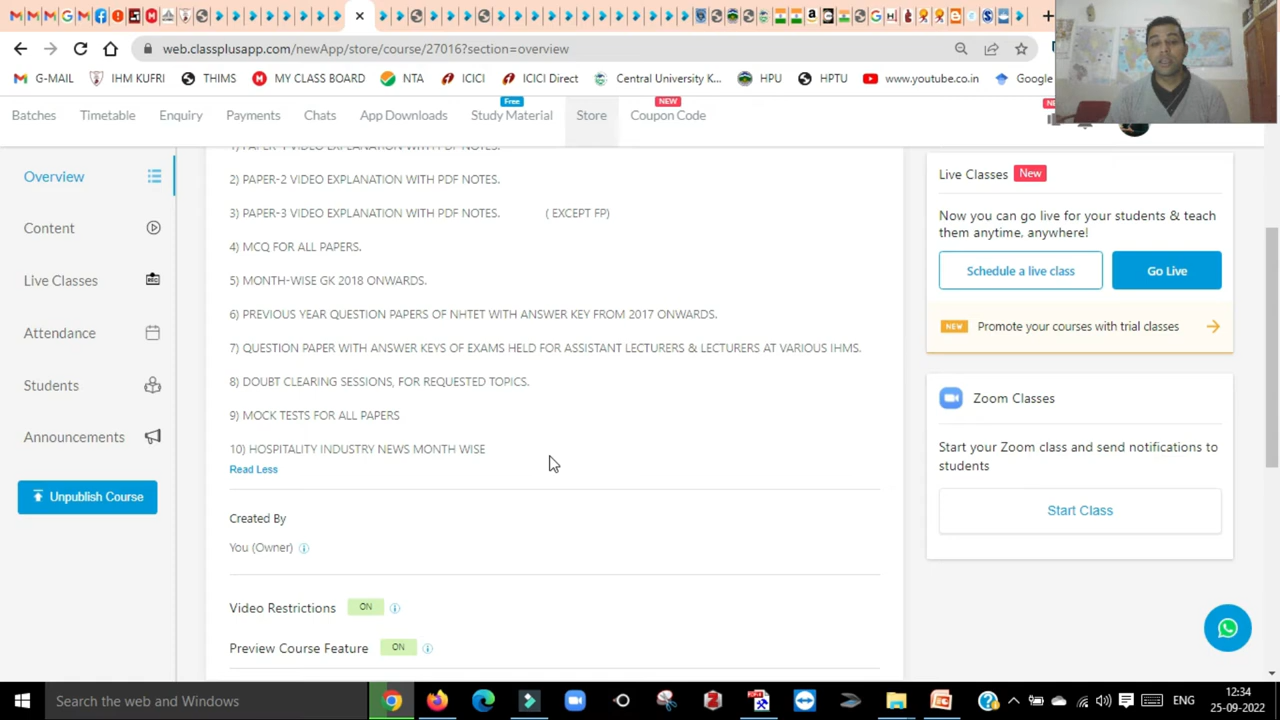 web.classplusapp.com/newApp/store/course/27016?section=overview
G-MAIL
IHM KUFRI
THIMS
MY CLASS BOARD
NTA
ICICI
ICICI Direct
Central University K...
HPU
HPTU
www.youtube.co.in
Google
Batches
Timetable
Enquiry
Payments
Chats
App Downloads
Free
Study Material
Store
NEW
Coupon Code
Overview
Content
Live Classes
Attendance
Students
Announcements
Unpublish Course
1) PAPER-1 VIDEO EXPLANATION WITH PDF NOTES.
2) PAPER-2 VIDEO EXPLANATION WITH PDF NOTES.
3) PAPER-3 VIDEO EXPLANATION WITH PDF NOTES. ( EXCEPT FP)
4) MCQ FOR ALL PAPERS.
5) MONTH-WISE GK 2018 ONWARDS.
6) PREVIOUS YEAR QUESTION PAPERS OF NHTET WITH ANSWER KEY FROM 2017 ONWARDS.
7) QUESTION PAPER WITH ANSWER KEYS OF EXAMS HELD FOR ASSISTANT LECTURERS & LECTURERS AT VARIOUS IHMS.
8) DOUBT CLEARING SESSIONS, FOR REQUESTED TOPICS.
9) MOCK TESTS FOR ALL PAPERS
10) HOSPITALITY INDUSTRY NEWS MONTH WISE
Read Less
Created By
You (Owner)
Video Restrictions ON
Preview Course Feature ON
Live Classes New
Now you can go live for your students & teach
them anytime, anywhere!
Schedule a live class
Go Live
NEW Promote your courses with trial classes
Zoom Classes
Start your Zoom class and send notifications to
students
Start Class
Search the web and Windows
ENG
12:34
25-09-2022